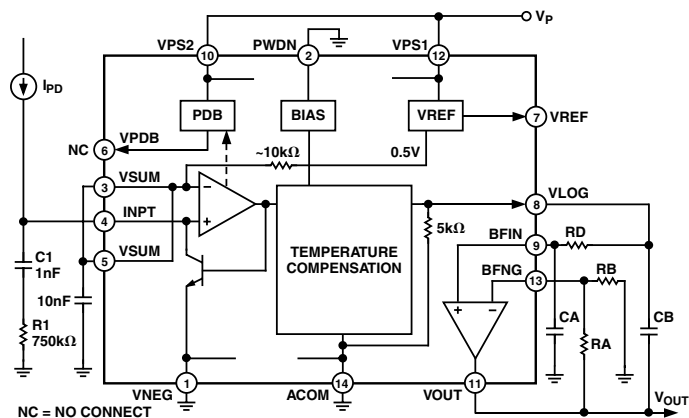 VP
VPS2
PWDN
VPS1
10
2
12
IPD
PDB
BIAS
VREF
7
VREF
VPDB
NC
6
~10kΩ
0.5V
VSUM
3
−
VLOG
8
INPT
4
+
5kΩ
BFIN
9
RD
VSUM
5
C1
1nF
TEMPERATURE
COMPENSATION
BFNG
13
RB
10nF
+
−
CA
CB
R1
750kΩ
RA
1
14
11
VNEG
ACOM
VOUT
VOUT
NC = NO CONNECT